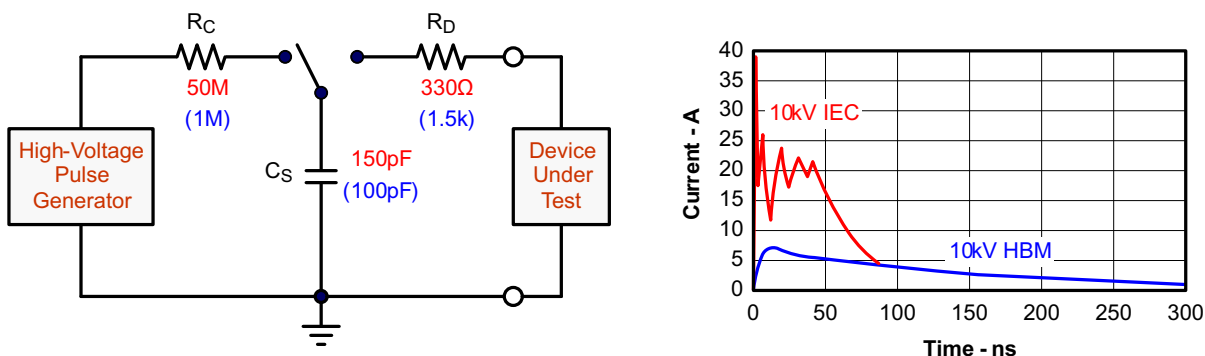 R_C
50M
(1M)
R_D
330Ω
(1.5k)
High-Voltage
Pulse
Generator
C_S
150pF
(100pF)
Device
Under
Test
Current - A
40
35
30
25
20
15
10
5
0
10kV IEC
10kV HBM
0
50
100
150
200
250
300
Time - ns